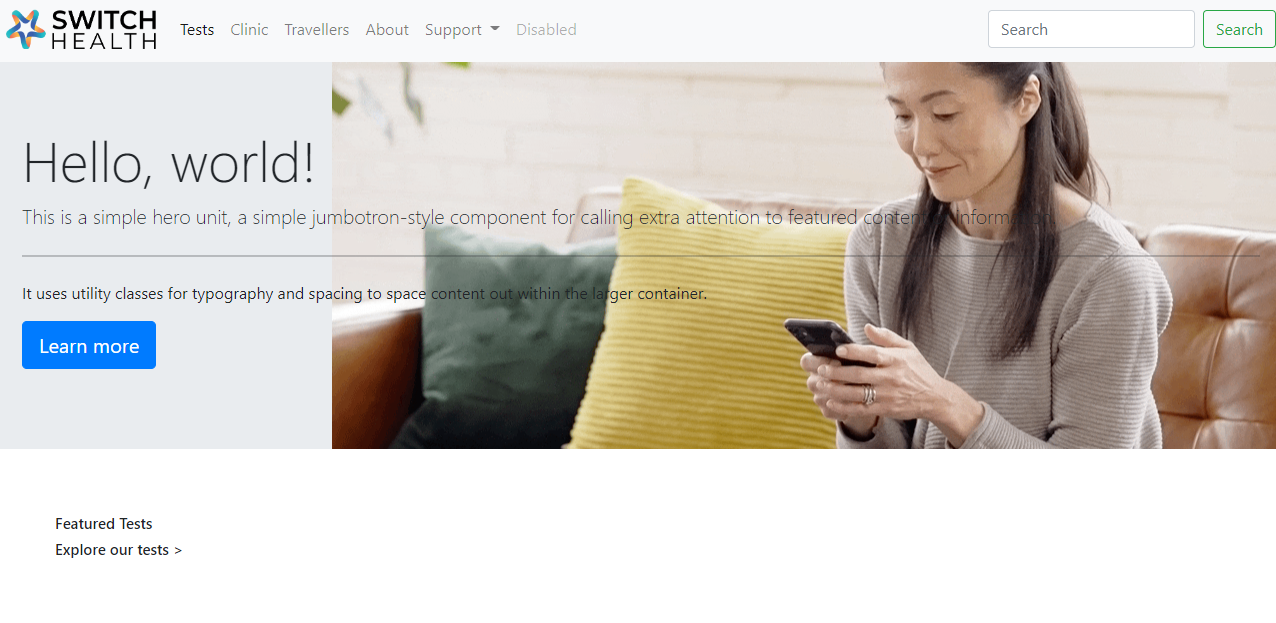 SWITCH
HEALTH
Tests Clinic Travellers About Support Disabled Search Search
Hello, world!
This is a simple hero unit, a simple jumbotron-style component for calling extra attention to featured content
It uses utility classes for typography and spacing to space content out within the larger container.
Learn more
Featured Tests
Explore our tests >